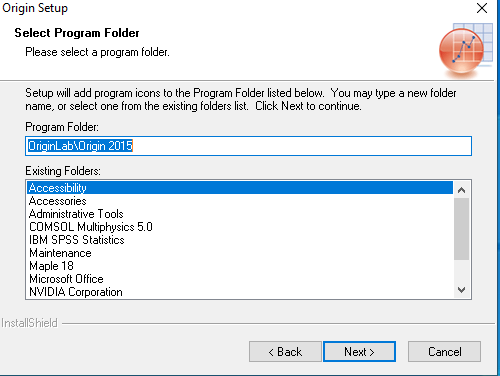 Origin Setup
Select Program Folder
Please select a program folder.
Setup will add program icons to the Program Folder listed below. You may type a new folder
name, or select one from the existing folders list. Click Next to continue.
Program Folder:
OriginLab\Origin 2015
Existing Folders:
Accessibility
Accessories
Administrative Tools
COMSOL Multiphysics 5.0
IBM SPSS Statistics
Maintenance
Maple 18
Microsoft Office
NVIDIA Corporation
InstallShield
< Back
Next >
Cancel